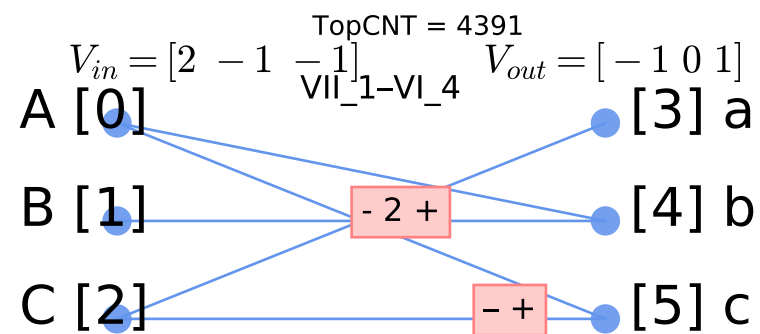 TopCNT = 4391
V_in = [2 −1 −1] V_out = [−1 0 1]
VII_1–VI_4
A [0] [3] a
B [1] - 2 + [4] b
C [2] – + [5] c